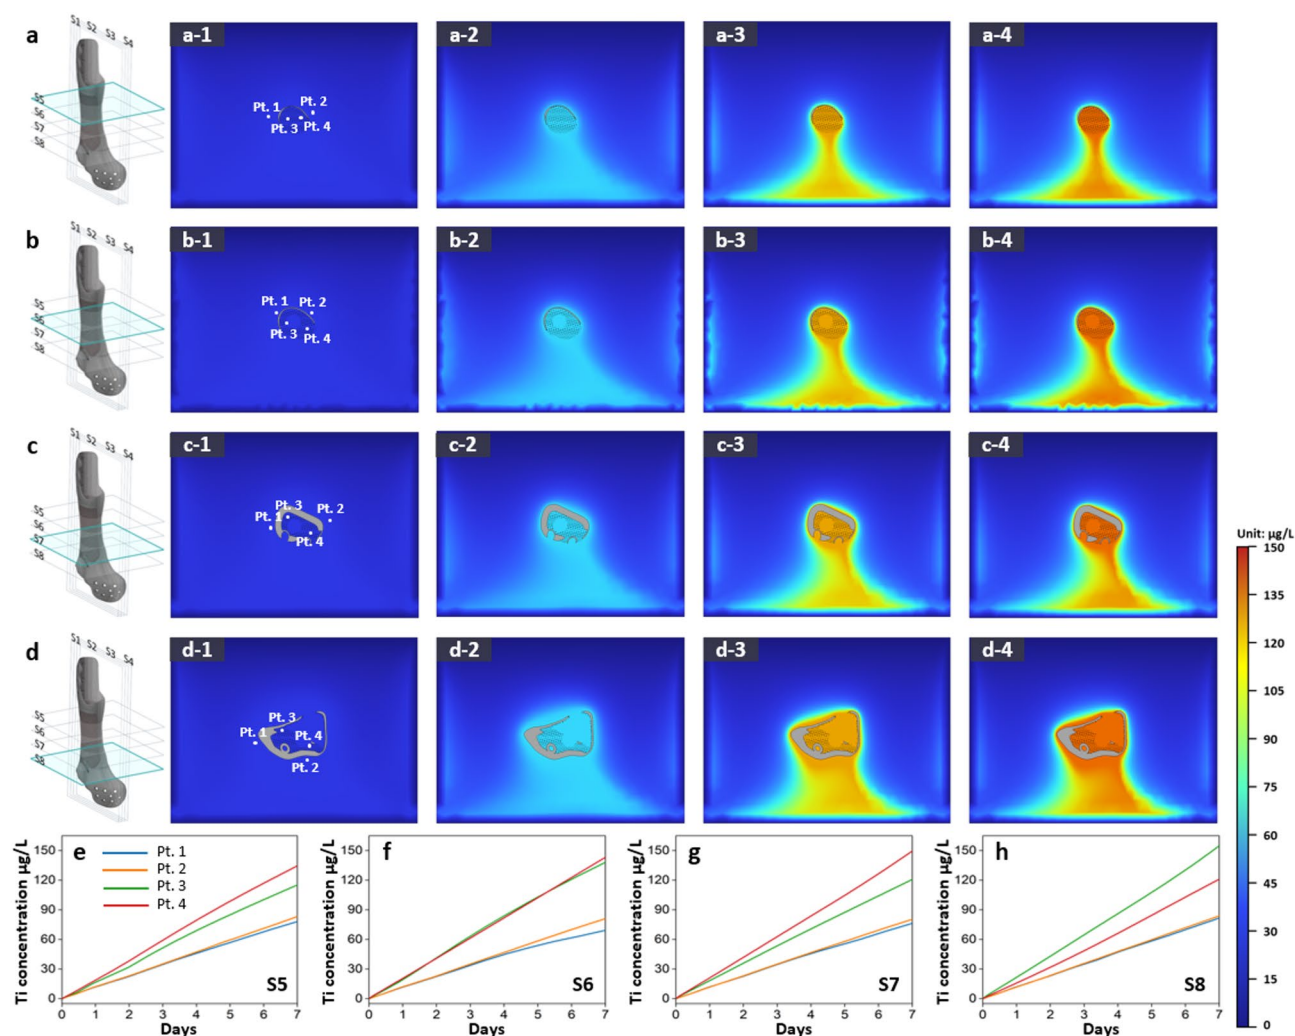 a
S1 S2 S3 S4
S5
S6
S7
S8
a-1
Pt. 1
Pt. 2
Pt. 3
Pt. 4
a-2
a-3
a-4
b
S1 S2 S3 S4
S5
S6
S7
S8
b-1
Pt. 1
Pt. 2
Pt. 3
Pt. 4
b-2
b-3
b-4
c
S1 S2 S3 S4
S5
S6
S7
S8
c-1
Pt. 3
Pt. 2
Pt. 1
Pt. 4
c-2
c-3
c-4
d
S1 S2 S3 S4
S5
S6
S7
S8
d-1
Pt. 3
Pt. 1
Pt. 4
Pt. 2
d-2
d-3
d-4
Unit: µg/L
150
135
120
105
90
75
60
45
30
15
0
e
Ti concentration µg/L
150
120
90
60
30
0
Pt. 1
Pt. 2
Pt. 3
Pt. 4
S5
0 1 2 3 4 5 6 7
Days
f
Ti concentration µg/L
150
120
90
60
30
0
S6
0 1 2 3 4 5 6 7
Days
g
Ti concentration µg/L
150
120
90
60
30
0
S7
0 1 2 3 4 5 6 7
Days
h
Ti concentration µg/L
150
120
90
60
30
0
S8
0 1 2 3 4 5 6 7
Days